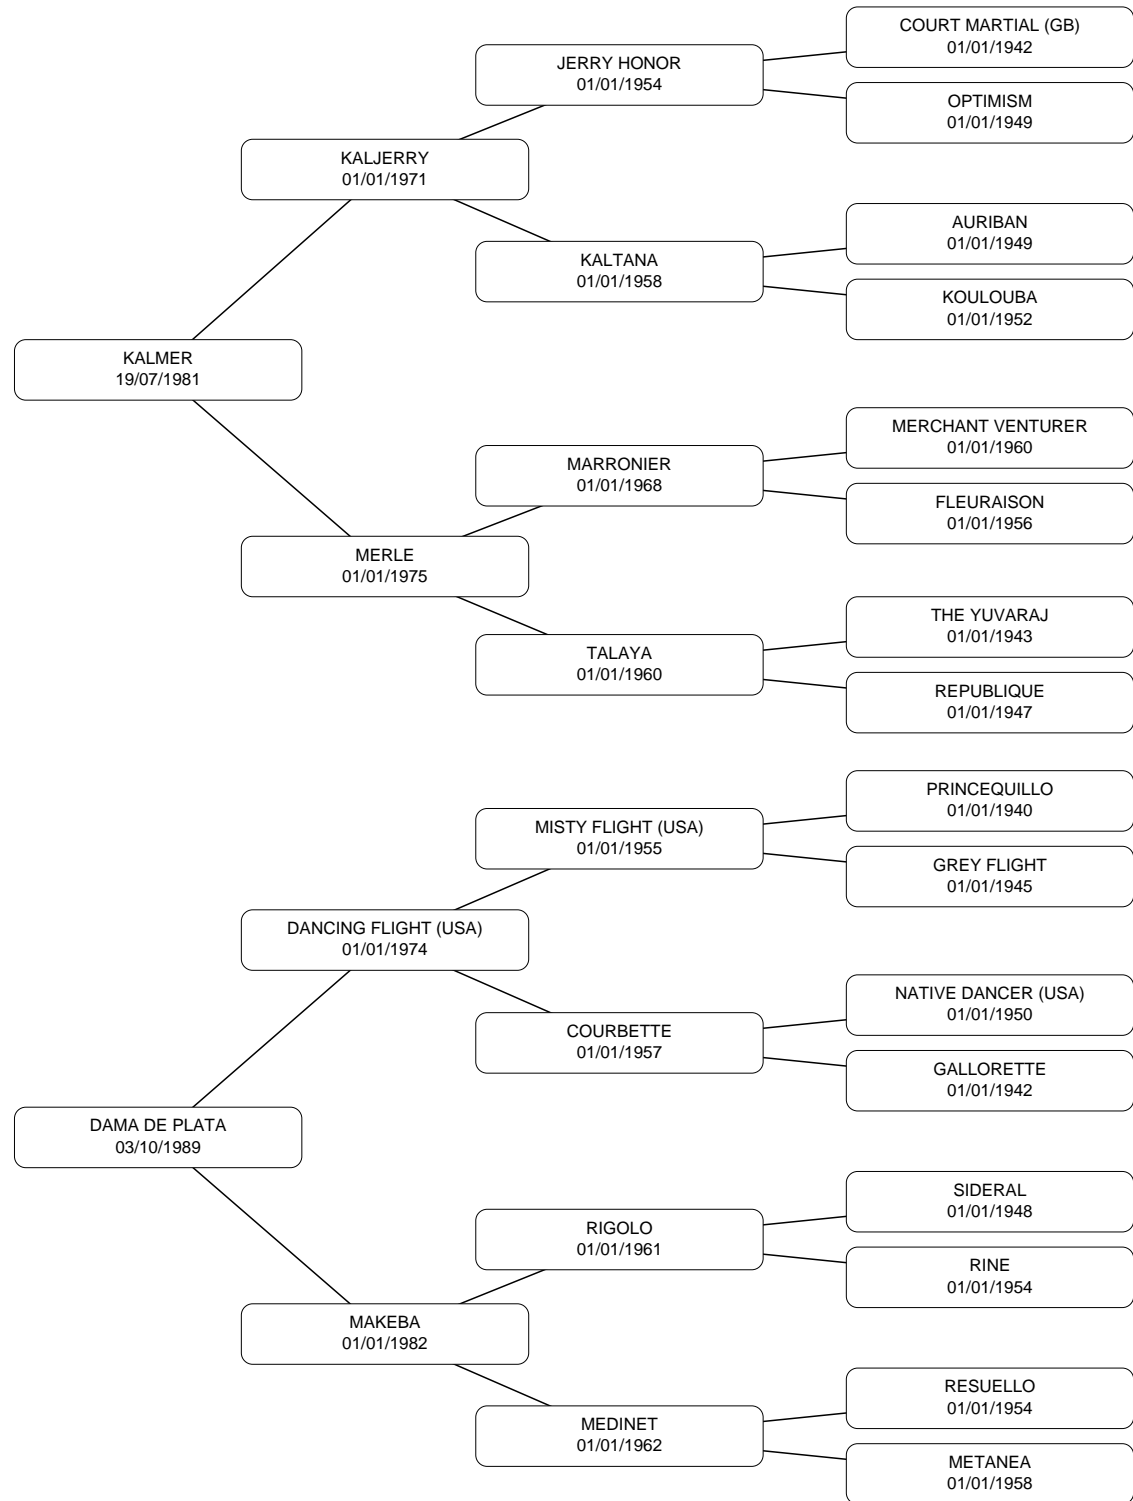 COURT MARTIAL (GB)
01/01/1942
JERRY HONOR
01/01/1954
OPTIMISM
01/01/1949
KALJERRY
01/01/1971
AURIBAN
01/01/1949
KALTANA
01/01/1958
KOULOUBA
01/01/1952
KALMER
19/07/1981
MERCHANT VENTURER
01/01/1960
MARRONIER
01/01/1968
FLEURAISON
01/01/1956
MERLE
01/01/1975
THE YUVARAJ
01/01/1943
TALAYA
01/01/1960
REPUBLIQUE
01/01/1947
PRINCEQUILLO
01/01/1940
MISTY FLIGHT (USA)
01/01/1955
GREY FLIGHT
01/01/1945
DANCING FLIGHT (USA)
01/01/1974
NATIVE DANCER (USA)
01/01/1950
COURBETTE
01/01/1957
GALLORETTE
01/01/1942
DAMA DE PLATA
03/10/1989
SIDERAL
01/01/1948
RIGOLO
01/01/1961
RINE
01/01/1954
MAKEBA
01/01/1982
RESUELLO
01/01/1954
MEDINET
01/01/1962
METANEA
01/01/1958